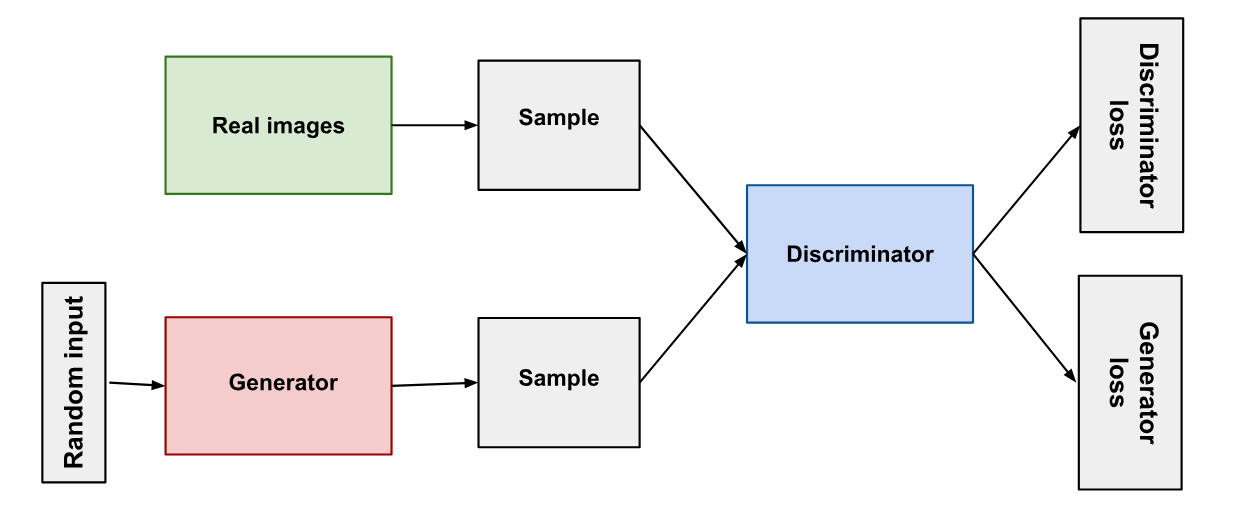 Real images
Sample
Discriminator
loss
Discriminator
Random input
Generator
Sample
Generator
loss